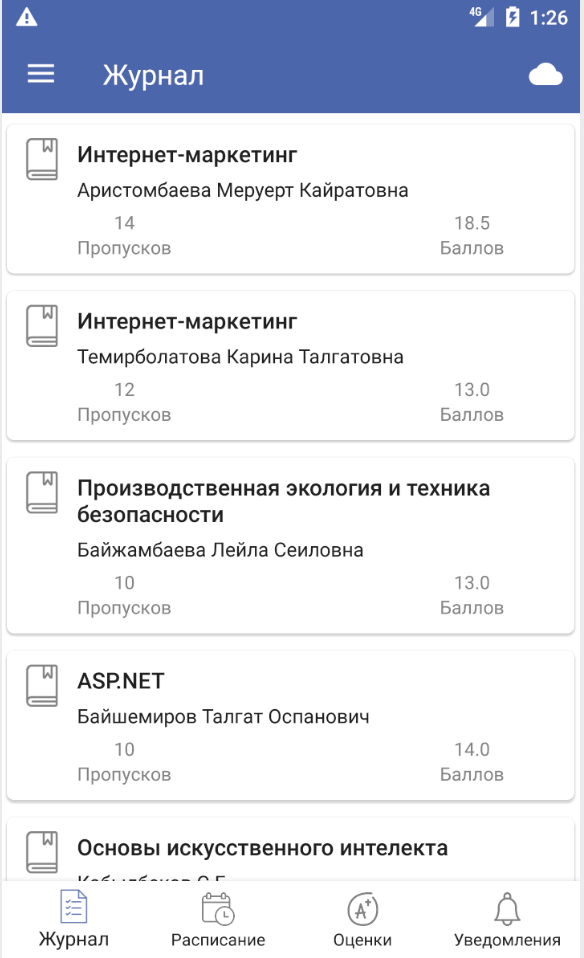 4G 1:26
Журнал
Интернет-маркетинг
Аристомбаева Меруерт Кайратовна
14 18.5
Пропусков Баллов
Интернет-маркетинг
Темирболатова Карина Талгатовна
12 13.0
Пропусков Баллов
Производственная экология и техника
безопасности
Байжамбаева Лейла Сеиловна
10 13.0
Пропусков Баллов
ASP.NET
Байшемиров Талгат Оспанович
10 14.0
Пропусков Баллов
Основы искусственного интелекта
A+
Журнал Расписание Оценки Уведомления